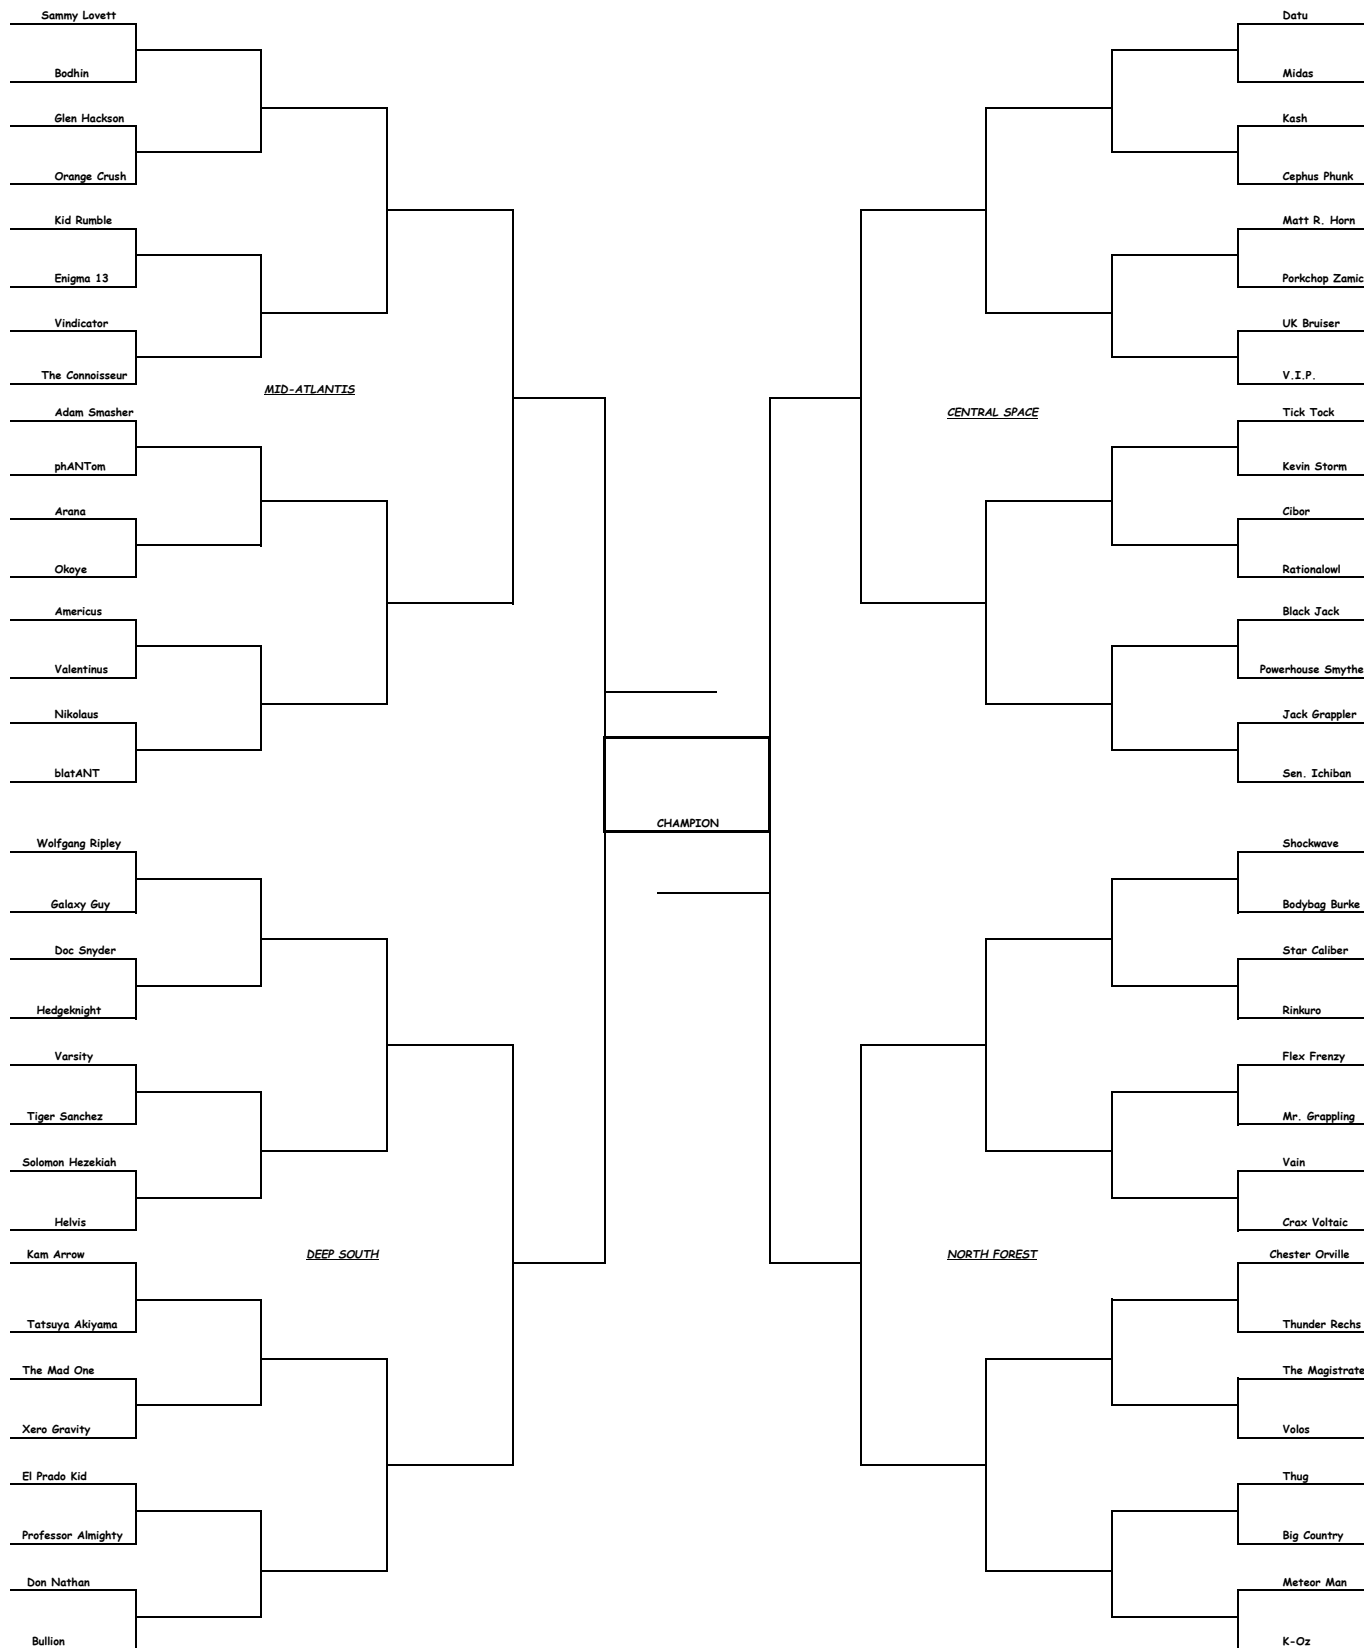 Sammy Lovett
Bodhin
Glen Hackson
Orange Crush
Kid Rumble
Enigma 13
Vindicator
The Connoisseur
MID-ATLANTIS
Adam Smasher
phANTom
Arana
Okoye
Americus
Valentinus
Nikolaus
blatANT
Wolfgang Ripley
Galaxy Guy
Doc Snyder
Hedgeknight
Varsity
Tiger Sanchez
Solomon Hezekiah
Helvis
DEEP SOUTH
Kam Arrow
Tatsuya Akiyama
The Mad One
Xero Gravity
El Prado Kid
Professor Almighty
Don Nathan
Bullion
CHAMPION
Datu
Midas
Kash
Cephus Phunk
Matt R. Horn
Porkchop Zamic
UK Bruiser
V.I.P.
CENTRAL SPACE
Tick Tock
Kevin Storm
Cibor
Rationalowl
Black Jack
Powerhouse Smythe
Jack Grappler
Sen. Ichiban
Shockwave
Bodybag Burke
Star Caliber
Rinkuro
Flex Frenzy
Mr. Grappling
Vain
Crax Voltaic
NORTH FOREST
Chester Orville
Thunder Rechs
The Magistrate
Volos
Thug
Big Country
Meteor Man
K-Oz